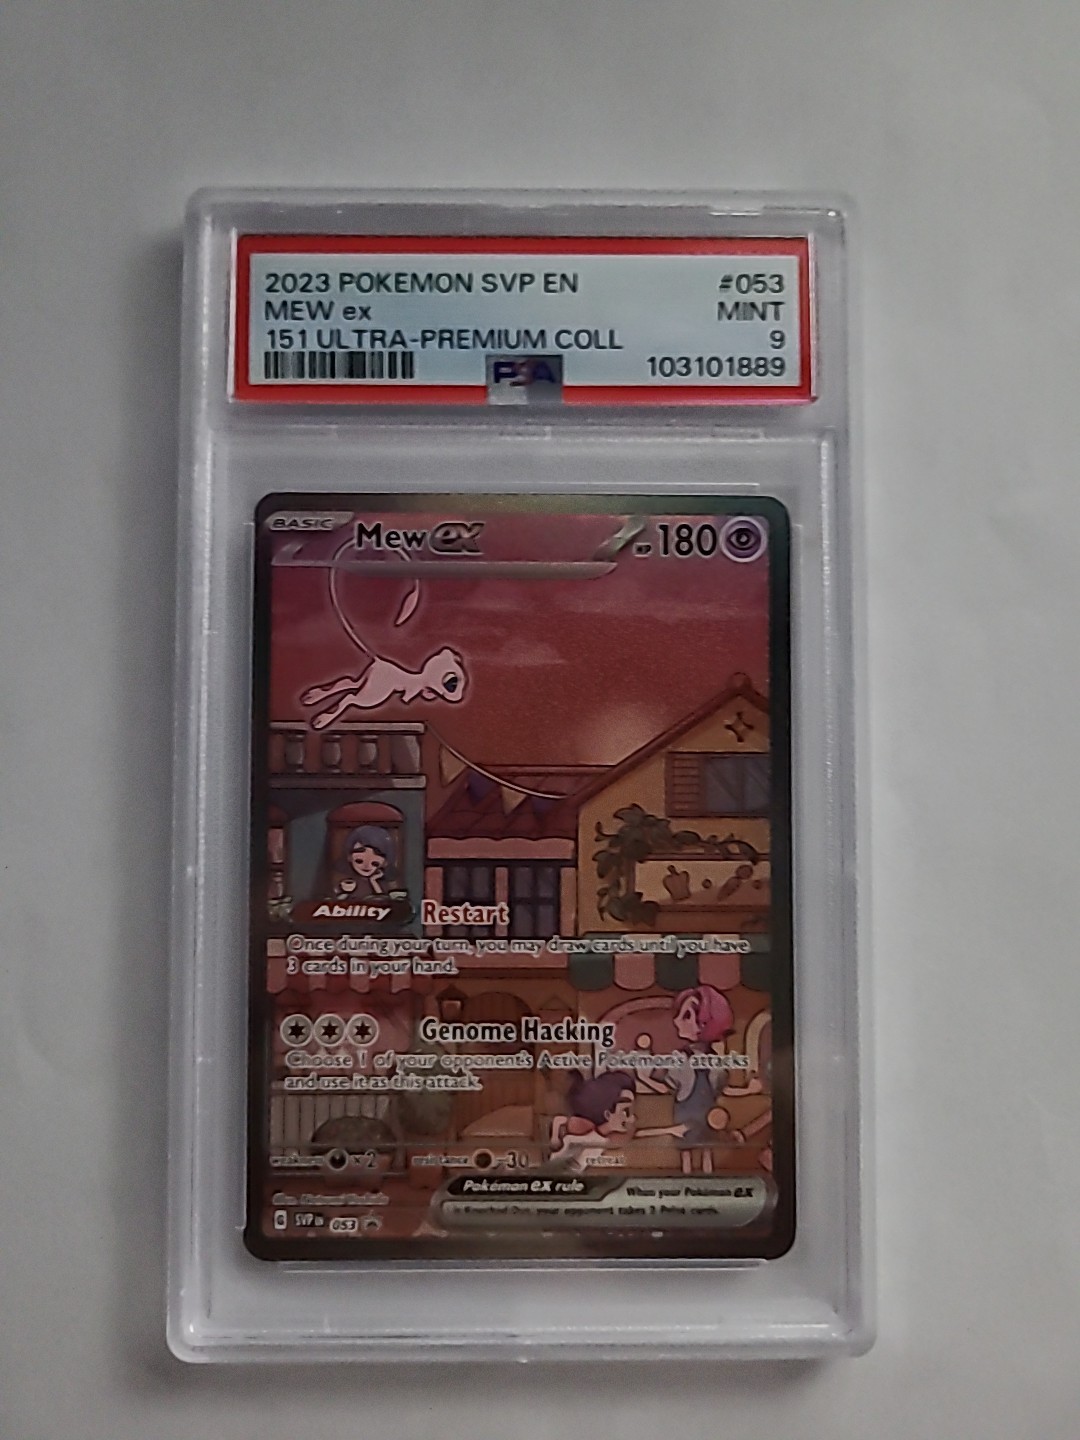 2023 POKEMON SVP EN #053
MEW ex MINT
151 ULTRA-PREMIUM COLL 9
PSA 103101889
BASIC Mew ex HP 180
Ability Restart
Once during your turn, you may draw cards until you have
3 cards in your hand.
Genome Hacking
Choose 1 of your opponent's Active Pokémon's attacks
and use it as this attack.
weakness ×2 resistance -30 retreat
Pokémon ex rule When your Pokémon ex
is Knocked Out, your opponent takes 2 Prize cards.
Illus.
G SVP EN 053